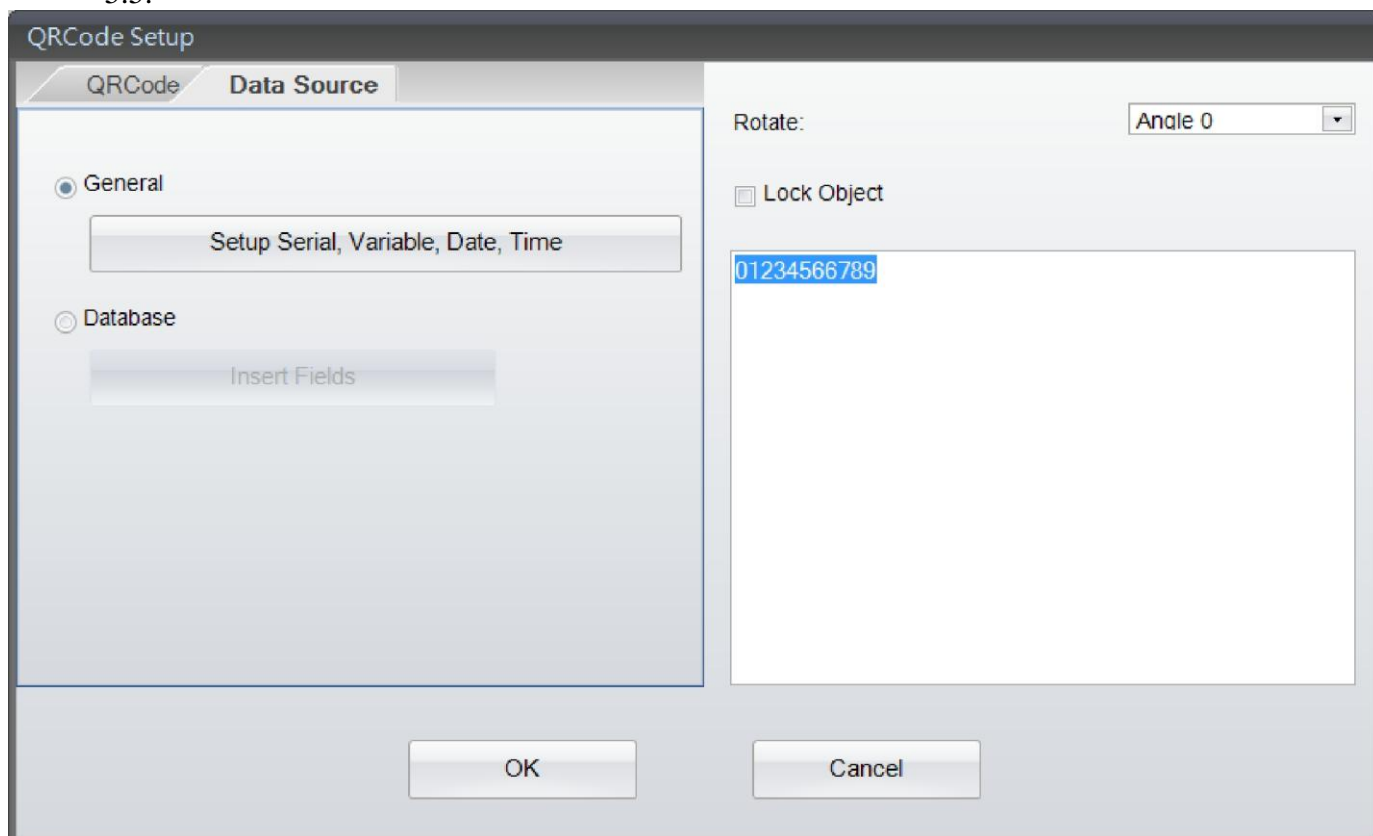 QRCode Setup
QRCode Data Source
General
Setup Serial, Variable, Date, Time
Database
Insert Fields
Rotate: Angle 0
Lock Object
01234566789
OK Cancel